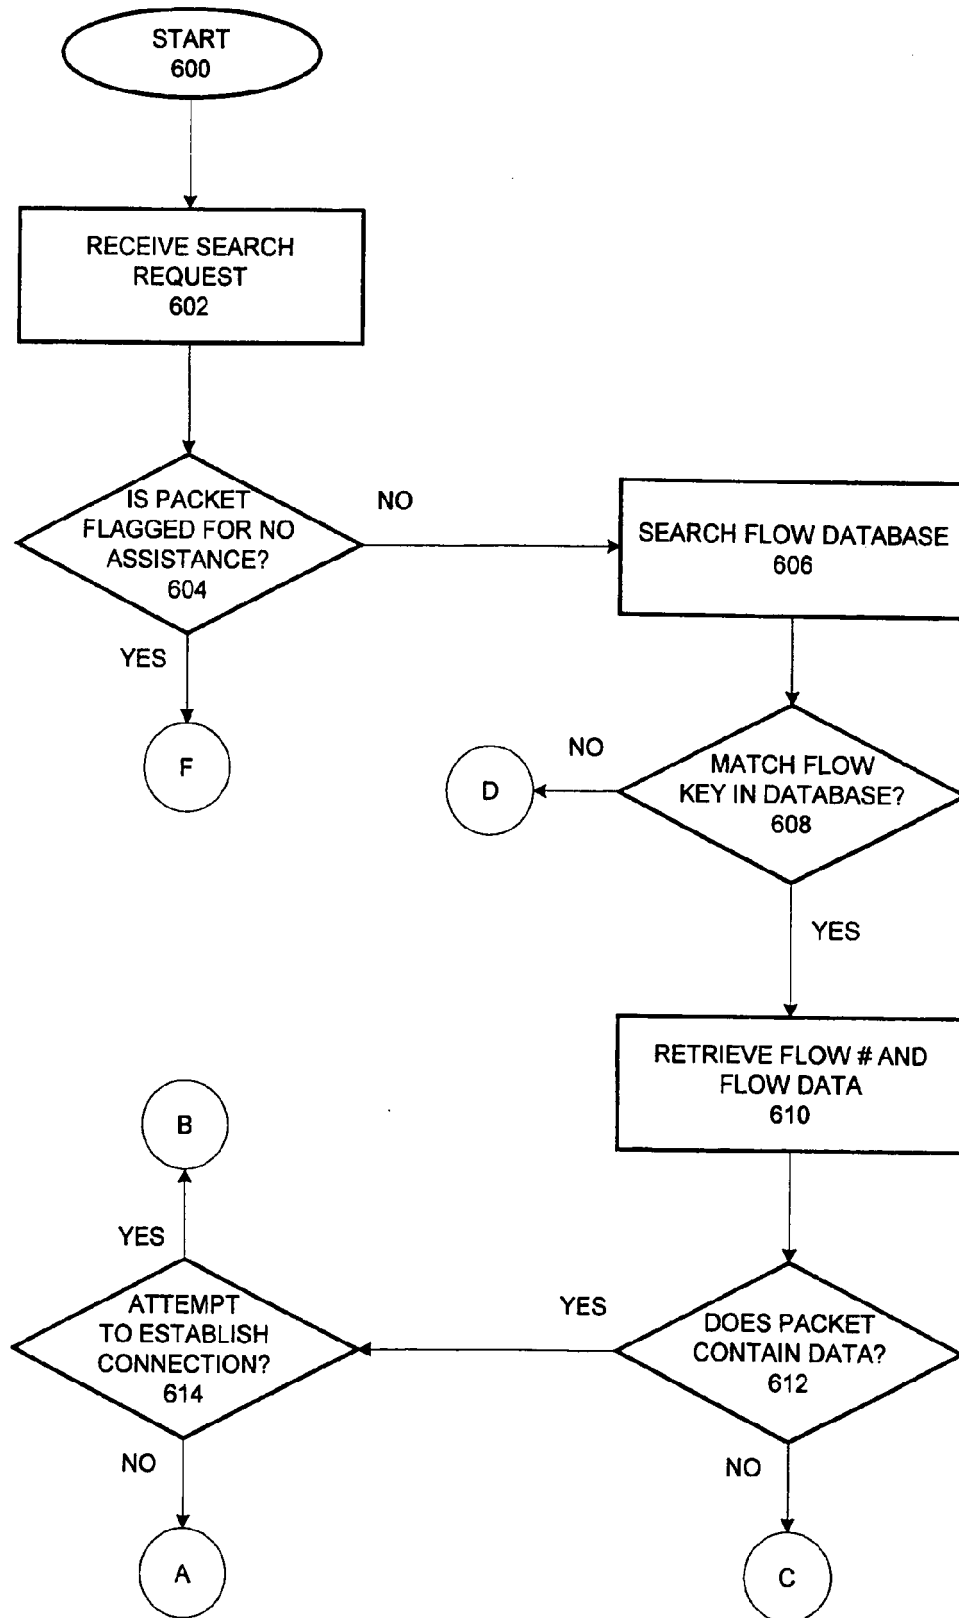 START
600
RECEIVE SEARCH
REQUEST
602
IS PACKET
FLAGGED FOR NO
ASSISTANCE?
604
NO
YES
F
SEARCH FLOW DATABASE
606
MATCH FLOW
KEY IN DATABASE?
608
NO
D
YES
RETRIEVE FLOW # AND
FLOW DATA
610
DOES PACKET
CONTAIN DATA?
612
YES
NO
C
ATTEMPT
TO ESTABLISH
CONNECTION?
614
YES
B
NO
A